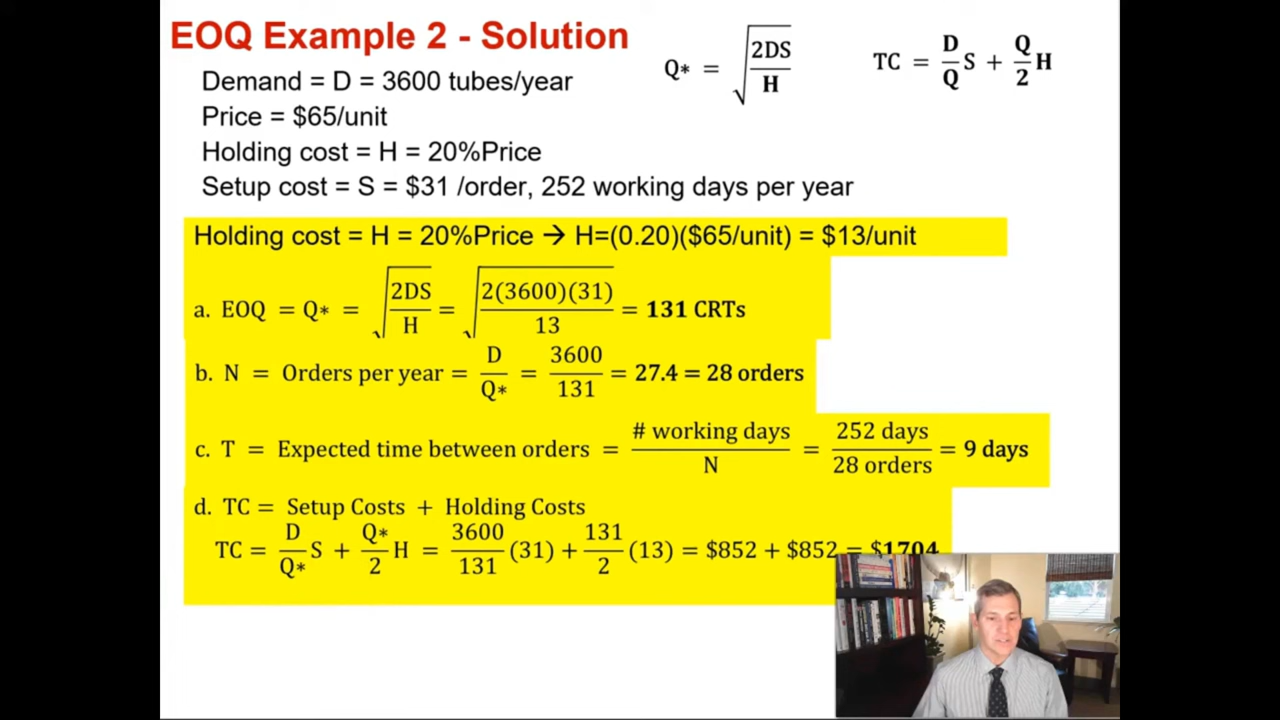 EOQ Example 2 - Solution
Q* = √(2DS/H)
TC = D/Q S + Q/2 H
Demand = D = 3600 tubes/year
Price = $65/unit
Holding cost = H = 20%Price
Setup cost = S = $31 /order, 252 working days per year
Holding cost = H = 20%Price → H=(0.20)($65/unit) = $13/unit
a. EOQ = Q* = √(2DS/H) = √(2(3600)(31)/13) = 131 CRTs
b. N = Orders per year = D/Q* = 3600/131 = 27.4 = 28 orders
c. T = Expected time between orders = # working days/N = 252 days/28 orders = 9 days
d. TC = Setup Costs + Holding Costs
TC = D/Q* S + Q*/2 H = 3600/131 (31) + 131/2 (13) = $852 + $852 = $1704